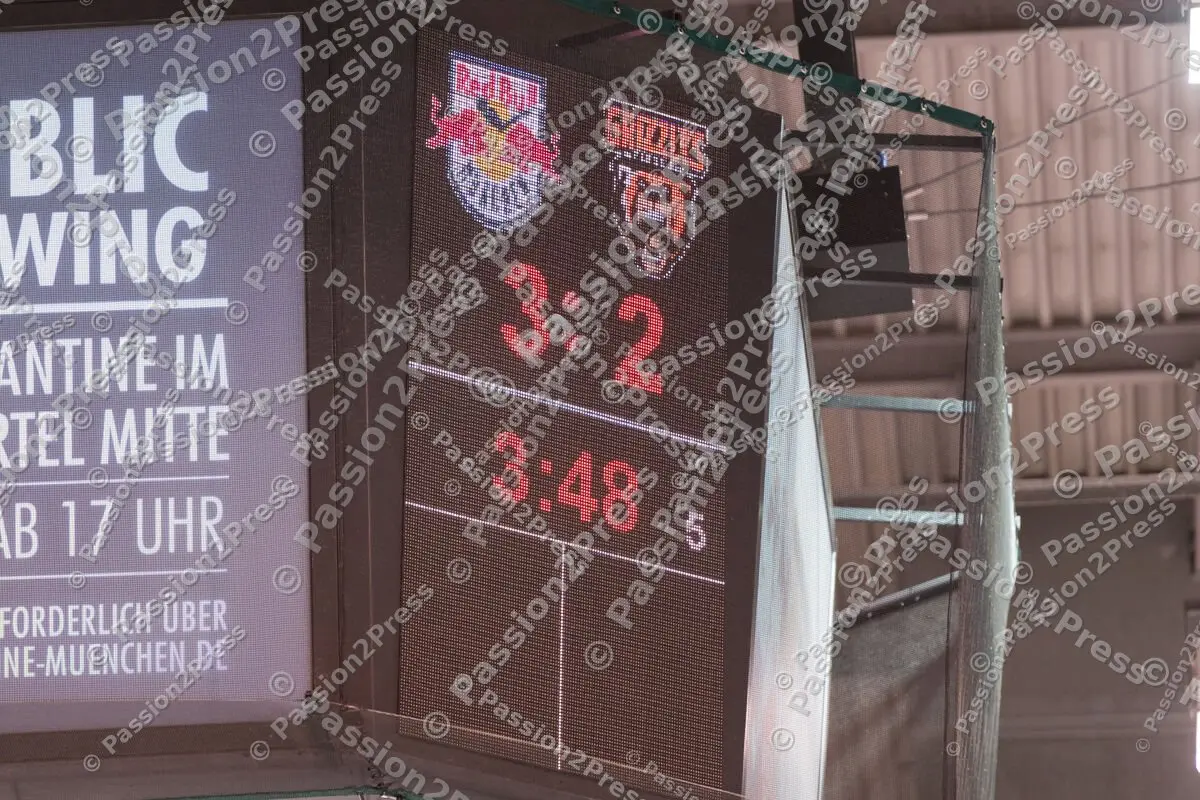 BLIC
WING
ANTINE IM
RTEL MITTE
AB 17 UHR
FORDERLICH ÜBER
NE-MUENCHEN.DE
Red Bull
MÜNCHEN
GRIZZLYS
3:2
3:48
5
© Passion2Press